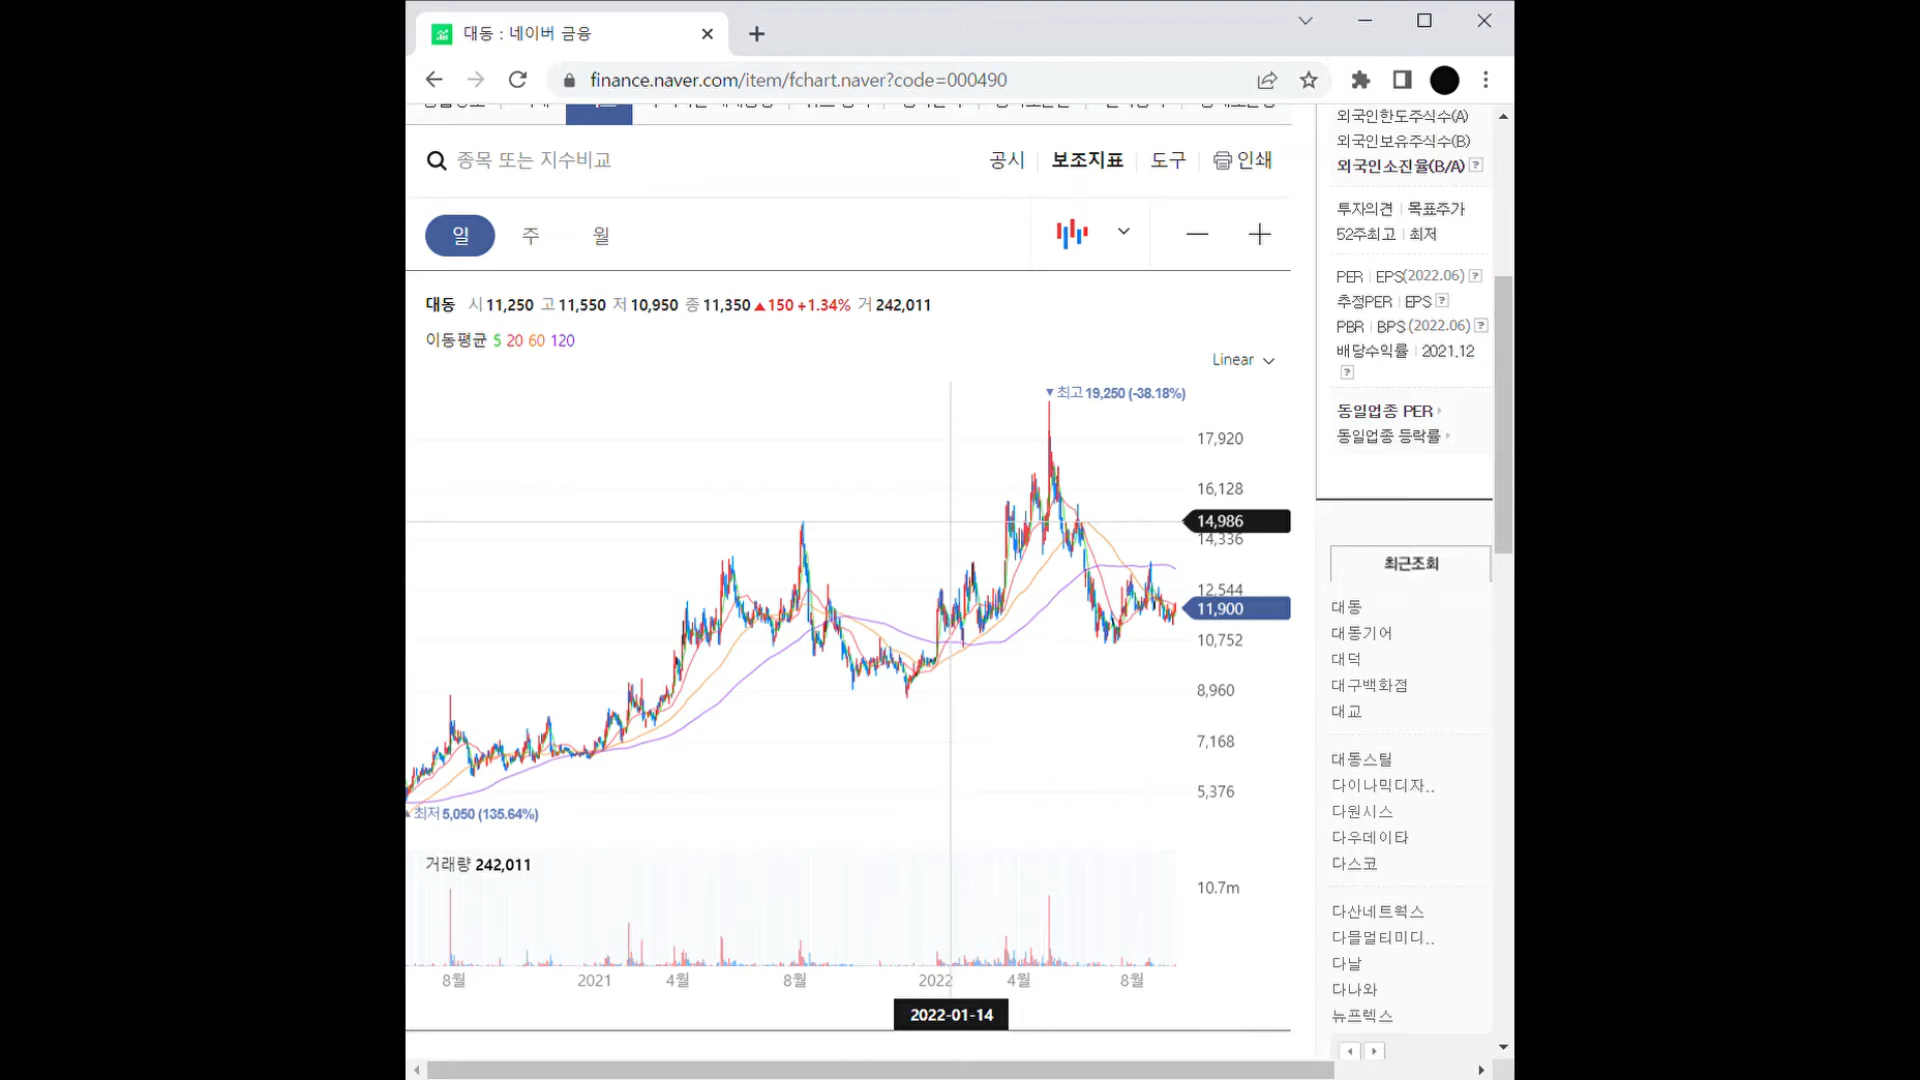 대동 : 네이버 금융
finance.naver.com/item/fchart.naver?code=000490
종목 또는 지수비교
공시 보조지표 도구 인쇄
일 주 월
대동 시 11,250 고 11,550 저 10,950 종 11,350 ▲150 +1.34% 거 242,011
이동평균 5 20 60 120
Linear
▼최고 19,250 (-38.18%)
17,920
16,128
14,986
14,336
12,544
11,900
10,752
8,960
7,168
5,376
▲최저 5,050 (135.64%)
거래량 242,011
10.7m
8월 2021 4월 8월 2022 4월 8월
2022-01-14
외국인한도주식수(A)
외국인보유주식수(B)
외국인소진율(B/A) ?
투자의견 | 목표주가
52주최고 | 최저
PER | EPS(2022.06) ?
추정PER | EPS ?
PBR | BPS (2022.06) ?
배당수익률 | 2021.12
?
동일업종 PER
동일업종 등락률
최근조회
대동
대동기어
대덕
대구백화점
대교
대동스틸
다이나믹디자..
다원시스
다우데이타
다스코
다산네트웍스
다믈멀티미디..
다날
다나와
뉴프렉스